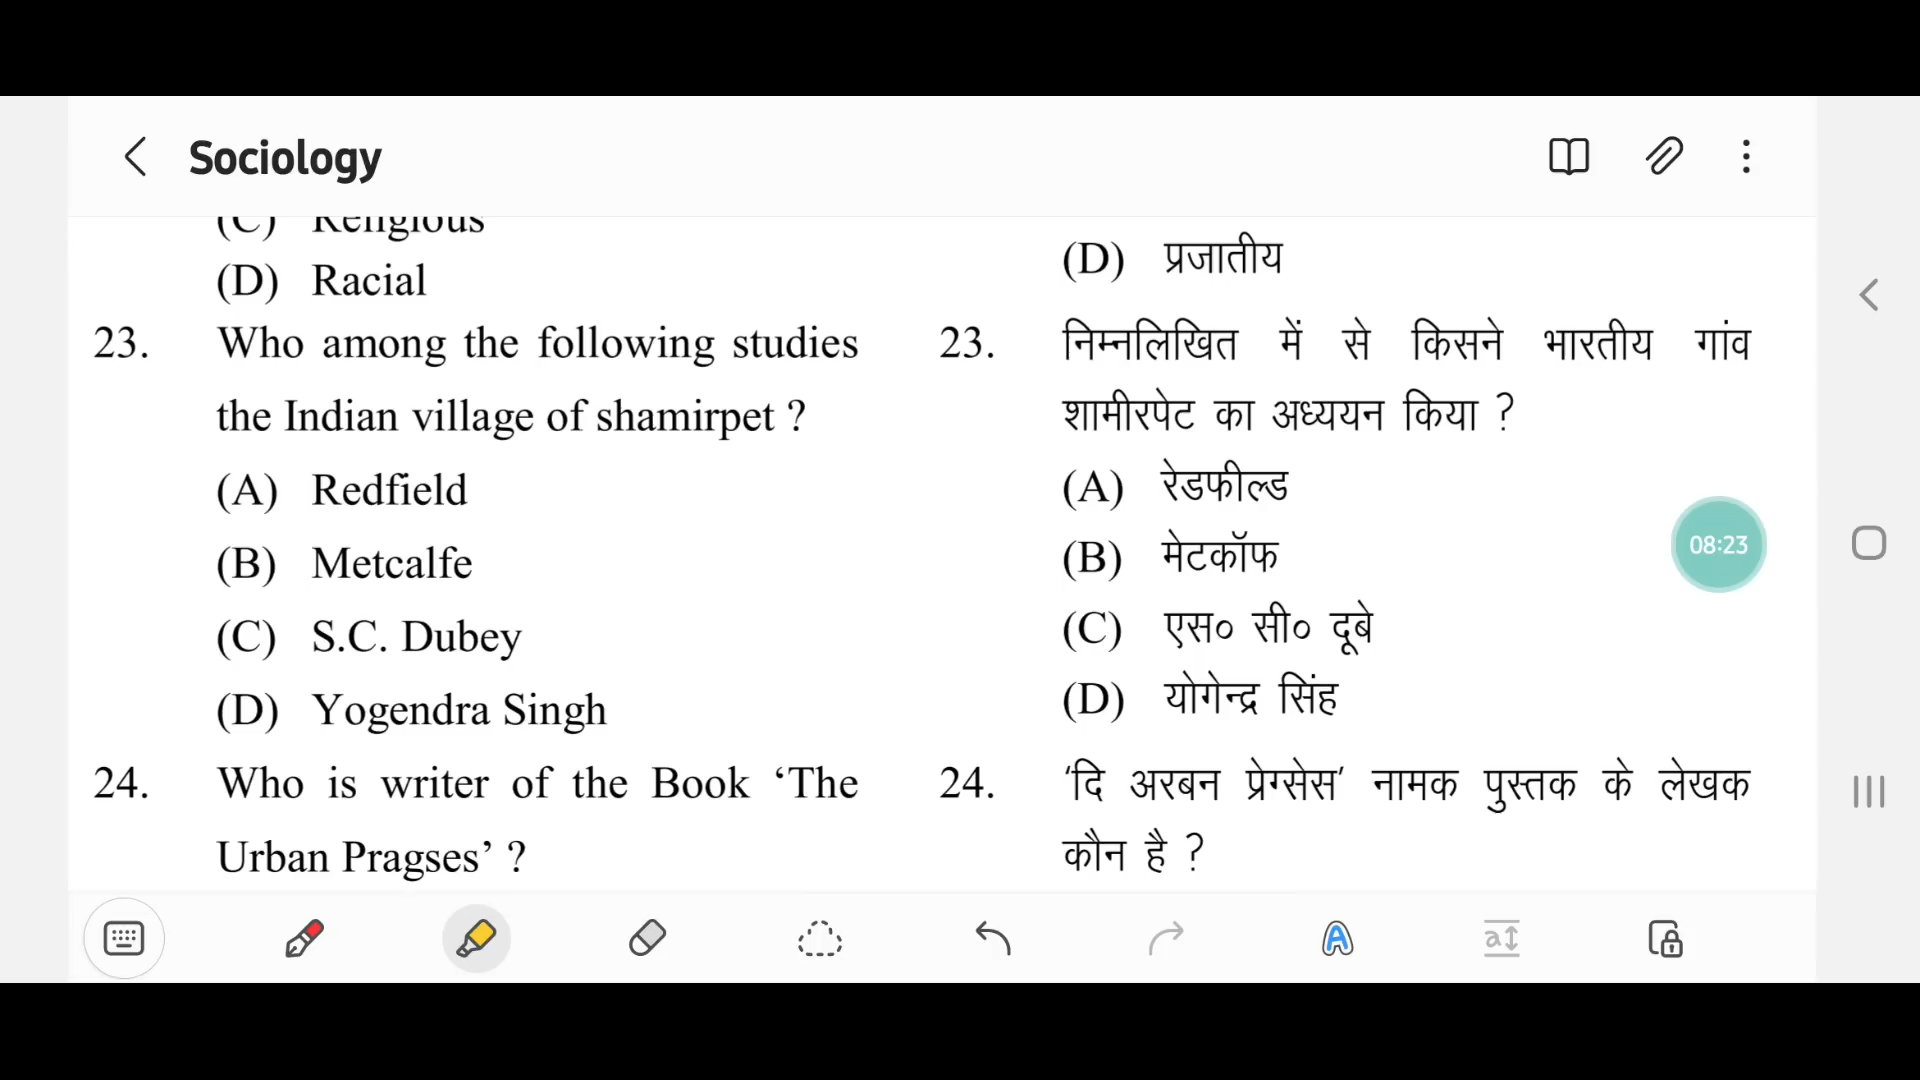 Sociology
(C) Religious
(D) Racial
23. Who among the following studies
the Indian village of shamirpet ?
(A) Redfield
(B) Metcalfe
(C) S.C. Dubey
(D) Yogendra Singh
24. Who is writer of the Book ‘The
Urban Pragses’ ?
(D) प्रजातीय
23. निम्नलिखित में से किसने भारतीय गांव
शामीरपेट का अध्ययन किया ?
(A) रेडफील्ड
(B) मेटकॉफ
(C) एस० सी० दूबे
(D) योगेन्द्र सिंह
24. ‘दि अरबन प्रेग्सेस’ नामक पुस्तक के लेखक
कौन है ?
08:23